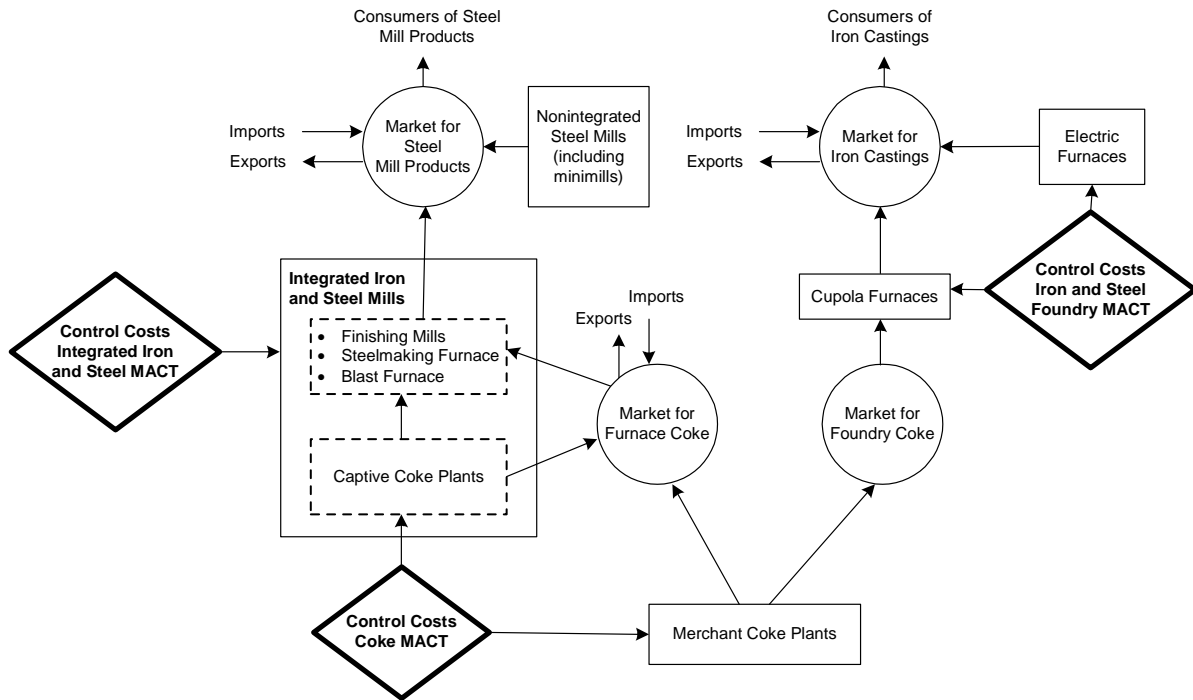 Consumers of Steel
Mill Products
Consumers of
Iron Castings
Imports
Exports
Market for
Steel
Mill Products
Nonintegrated
Steel Mills
(including
minimills)
Imports
Exports
Market for
Iron Castings
Electric
Furnaces
Control Costs
Integrated Iron
and Steel MACT
Integrated Iron
and Steel Mills
• Finishing Mills
• Steelmaking Furnace
• Blast Furnace
Captive Coke Plants
Imports
Exports
Market for
Furnace Coke
Cupola Furnaces
Market for
Foundry Coke
Control Costs
Iron and Steel
Foundry MACT
Control Costs
Coke MACT
Merchant Coke Plants